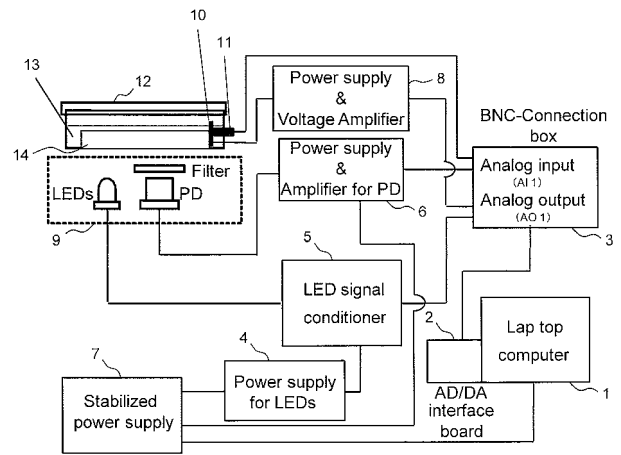 10
11
12
13
14
8
Power supply
&
Voltage Amplifier
BNC-Connection
box
Filter
LEDs
PD
9
Power supply
&
Amplifier for PD
6
Analog input
(AI 1)
Analog output
(AO 1)
3
5
LED signal
conditioner
2
Lap top
computer
1
AD/DA
interface
board
4
Power supply
for LEDs
7
Stabilized
power supply